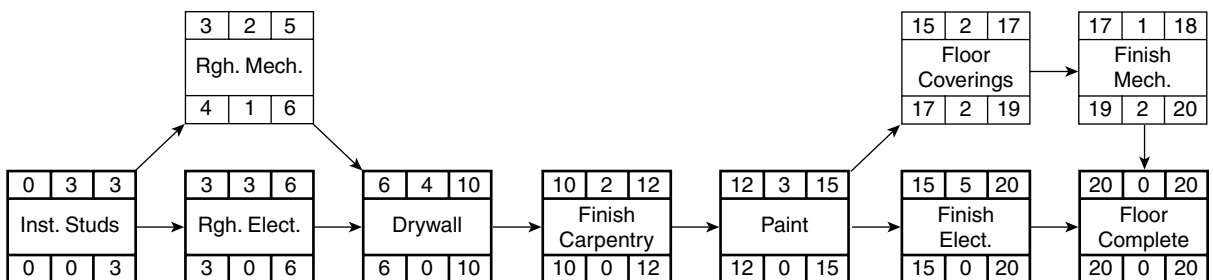 3 2 5
Rgh. Mech.
4 1 6
15 2 17
Floor
Coverings
17 2 19
17 1 18
Finish
Mech.
19 2 20
0 3 3
Inst. Studs
0 0 3
3 3 6
Rgh. Elect.
3 0 6
6 4 10
Drywall
6 0 10
10 2 12
Finish
Carpentry
10 0 12
12 3 15
Paint
12 0 15
15 5 20
Finish
Elect.
15 0 20
20 0 20
Floor
Complete
20 0 20